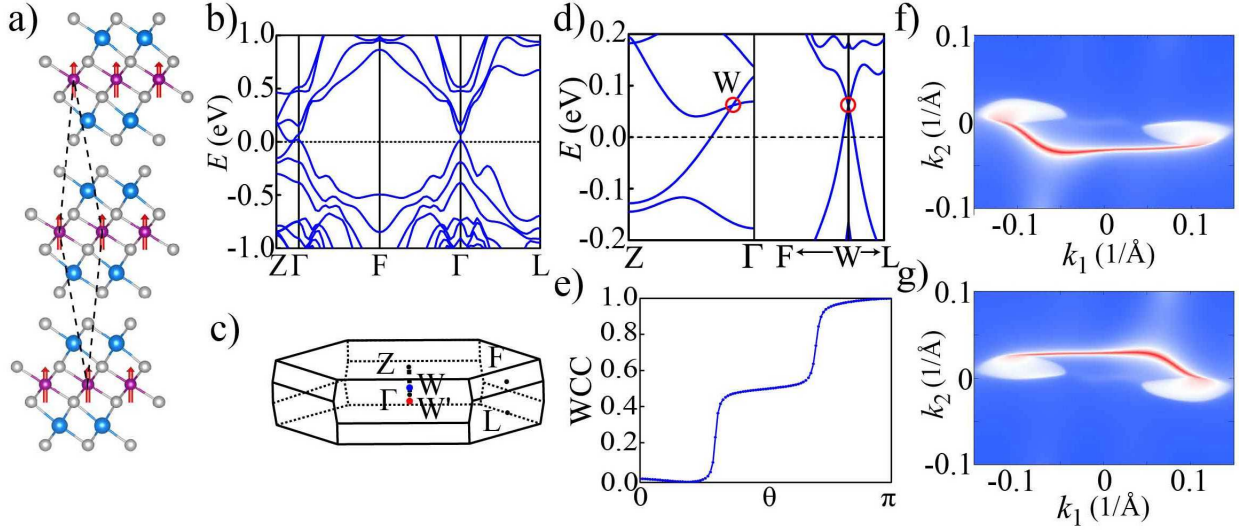 a)
b)
1.0
0.5
0.0
-0.5
-1.0
E (eV)
Z Γ F Γ L
c)
Z
F
W
Γ
W'
L
d)
0.2
0.1
0.0
-0.1
-0.2
E (eV)
W
Z Γ F W L
e)
1.0
0.8
0.6
0.4
0.2
0.0
WCC
0 θ π
f)
0.1
0
-0.1
k2 (1/Å)
-0.1 0 0.1
k1 (1/Å)
g)
0.1
0
-0.1
k2 (1/Å)
-0.1 0 0.1
k1 (1/Å)